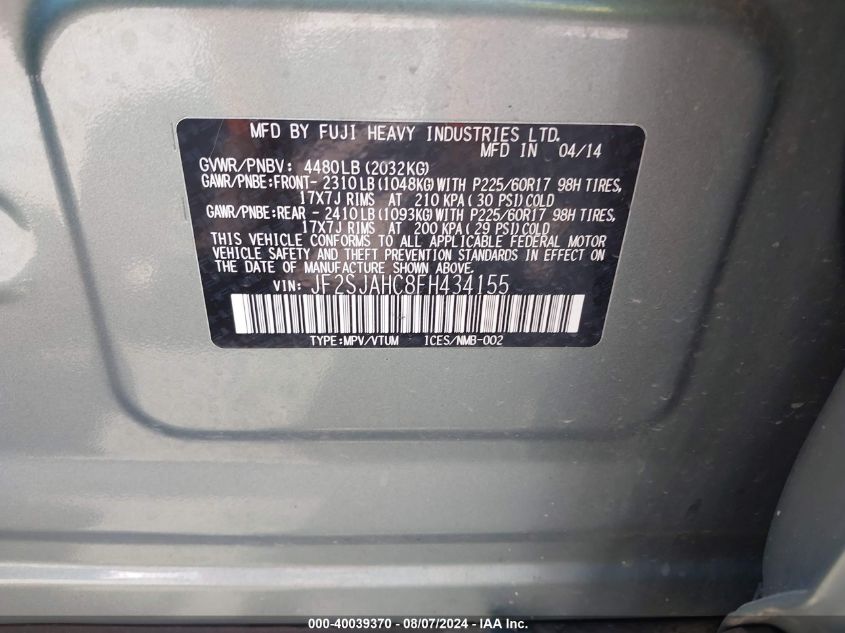 MFD BY FUJI HEAVY INDUSTRIES LTD.
MFD IN 04/14
GVWR/PNBV: 4480LB (2032KG)
GAWR/PNBE:FRONT- 2310LB (1048KG) WITH P225/60R17 98H TIRES,
17X7J RIMS AT 210 KPA ( 30 PSI) COLD
GAWR/PNBE:REAR - 2410LB (1093KG) WITH P225/60R17 98H TIRES,
17X7J RIMS AT 200 KPA ( 29 PSI) COLD
THIS VEHICLE CONFORMS TO ALL APPLICABLE FEDERAL MOTOR
VEHICLE SAFETY AND THEFT PREVENTION STANDARDS IN EFFECT ON
THE DATE OF MANUFACTURE SHOWN ABOVE.
VIN: JF2SJAHC8FH434155
TYPE:MPV/VTUM ICES/NMB-002
000-40039370 - 08/07/2024 - IAA Inc.